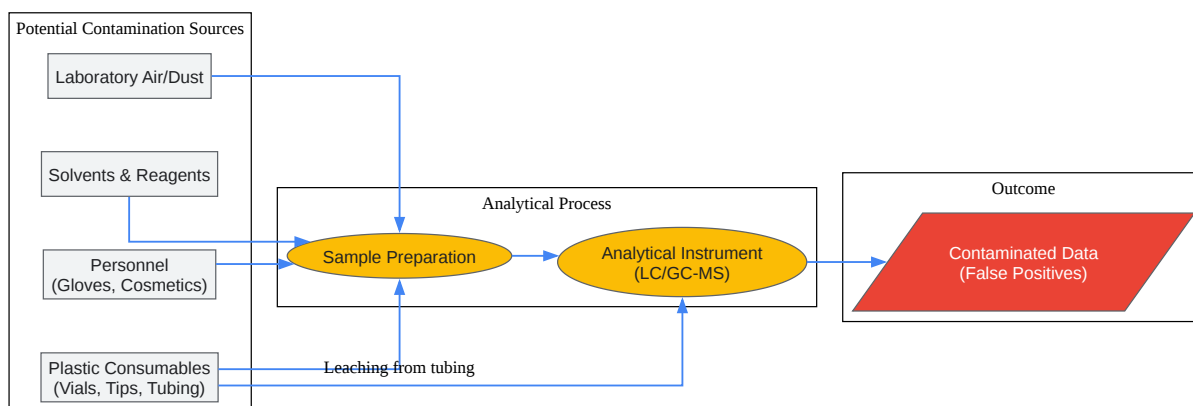 Potential Contamination Sources
Laboratory Air/Dust
Solvents & Reagents
Personnel
(Gloves, Cosmetics)
Plastic Consumables
(Vials, Tips, Tubing)
Leaching from tubing
Analytical Process
Sample Preparation
Analytical Instrument
(LC/GC-MS)
Outcome
Contaminated Data
(False Positives)